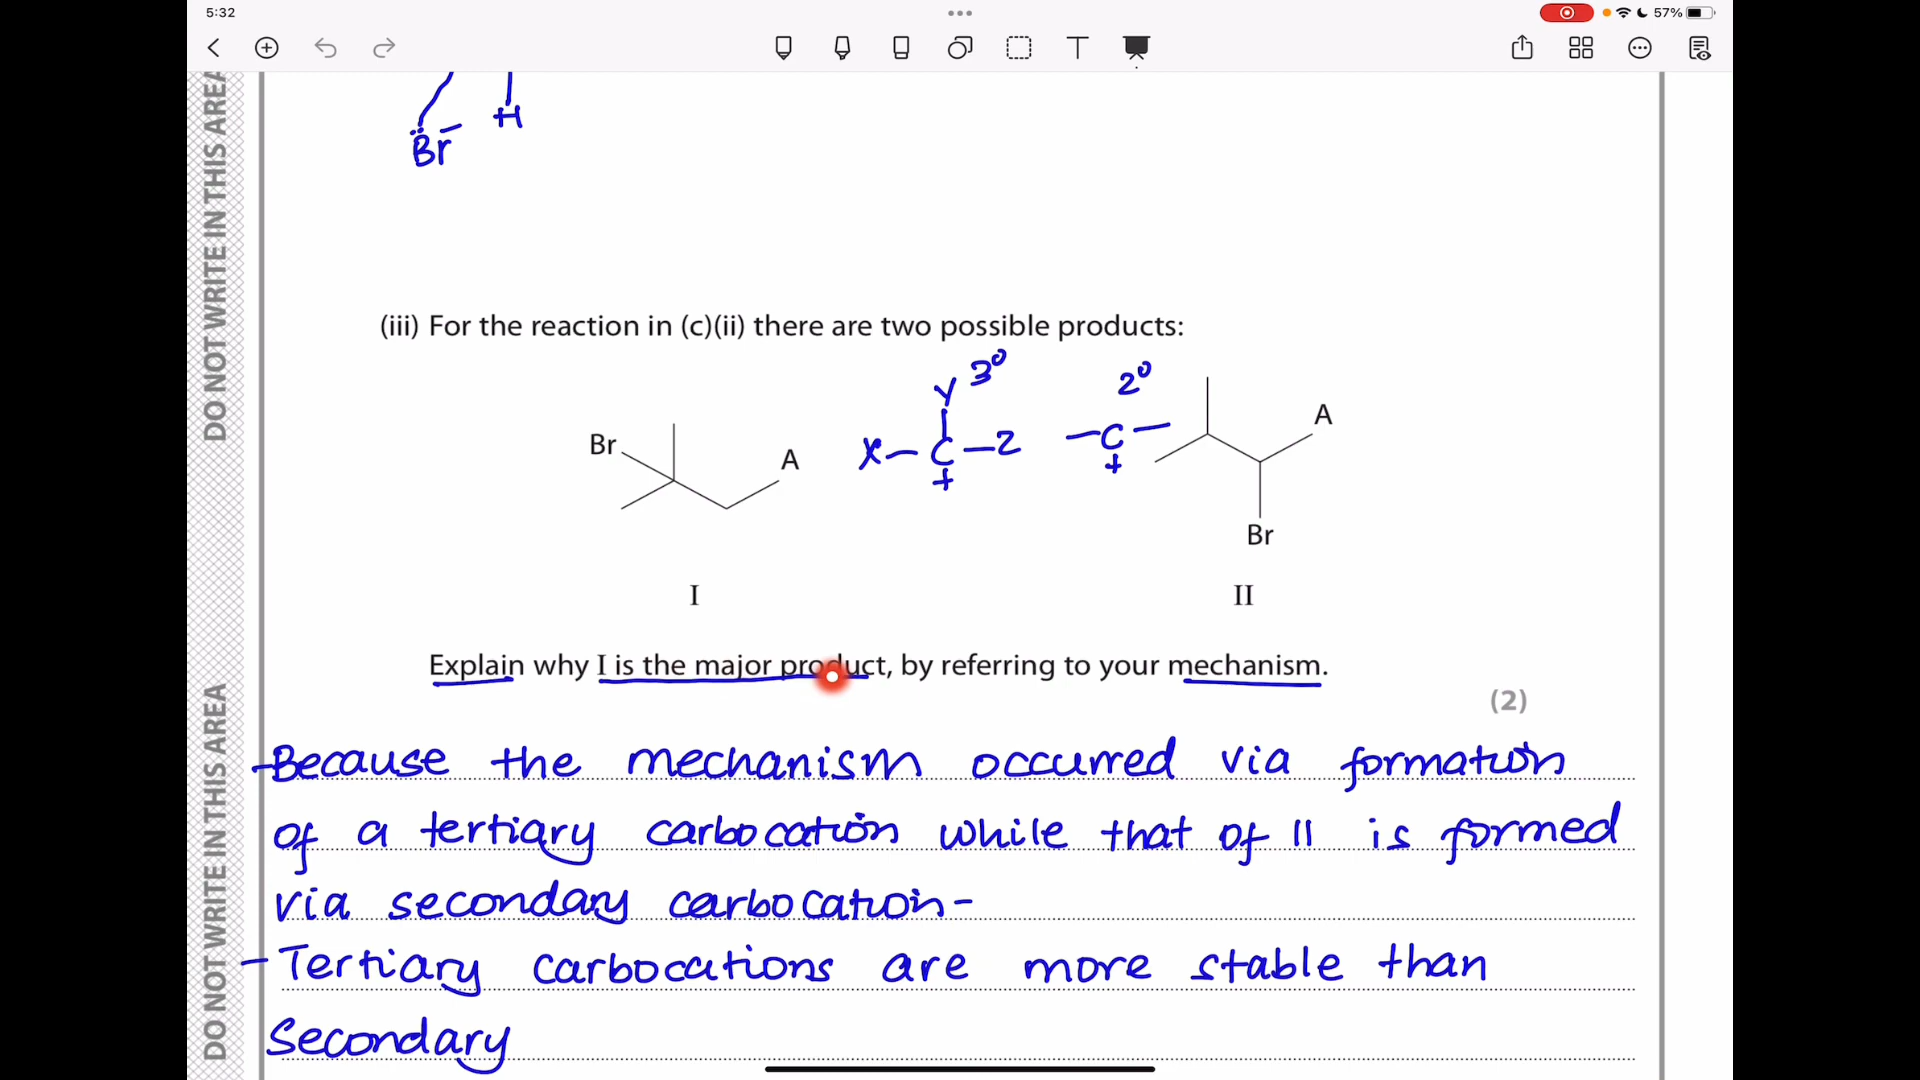 5:32
57%
H
Br
DO NOT WRITE IN THIS AREA
(iii) For the reaction in (c)(ii) there are two possible products:
Y 3°
2°
Br
A
X-C-Z
+
-C-
+
A
Br
I
II
Explain why I is the major product, by referring to your mechanism.
(2)
DO NOT WRITE IN THIS AREA
-Because the mechanism occurred via formation
of a tertiary carbocation while that of II is formed
via secondary carbocation-
-Tertiary carbocations are more stable than
Secondary